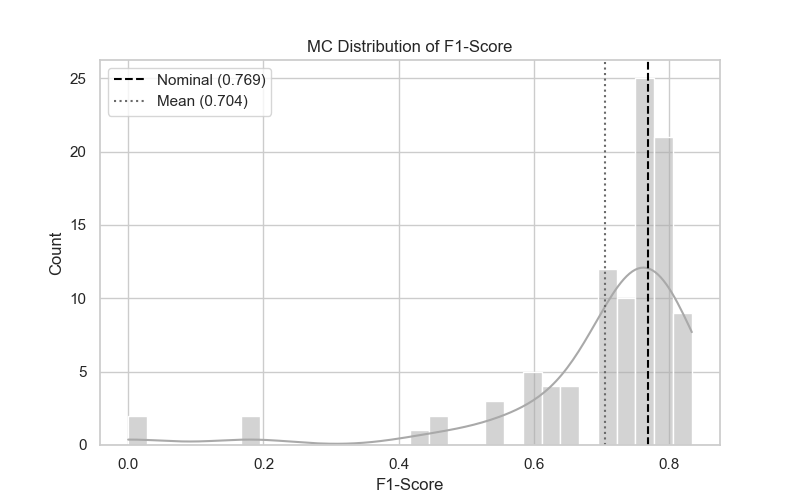 MC Distribution of F1-Score
Nominal (0.769)
Mean (0.704)
25
20
15
10
5
0
Count
0.0 0.2 0.4 0.6 0.8
F1-Score